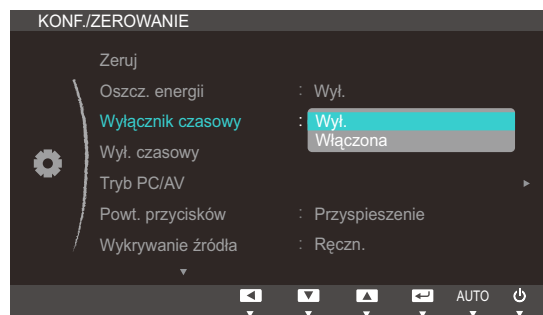 KONF./ZEROWANIE
Zeruj
Oszcz. energii : Wył.
Wyłącznik czasowy : Wył.
Włączona
Wył. czasowy
Tryb PC/AV
Powt. przycisków : Przyspieszenie
Wykrywanie źródła : Ręczn.
AUTO